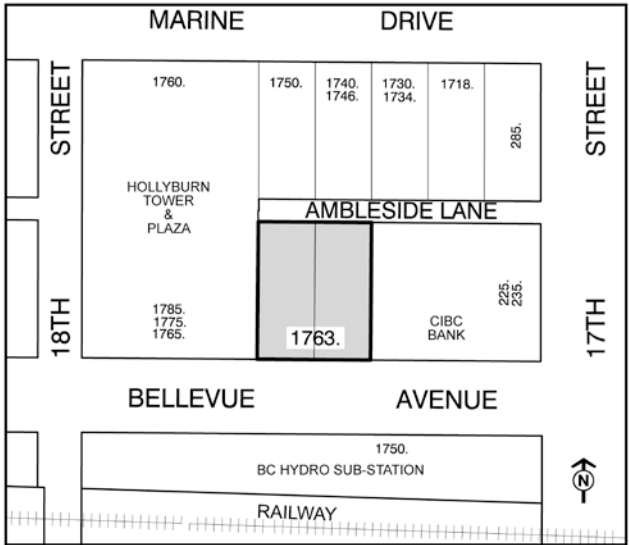 MARINE DRIVE
STREET
1760.
1750.
1740.
1746.
1730.
1734.
1718.
285.
STREET
HOLLYBURN
TOWER
&
PLAZA
AMBLESIDE LANE
18TH
1785.
1775.
1765.
1763.
CIBC
BANK
225.
235.
17TH
BELLEVUE AVENUE
1750.
BC HYDRO SUB-STATION
N
RAILWAY